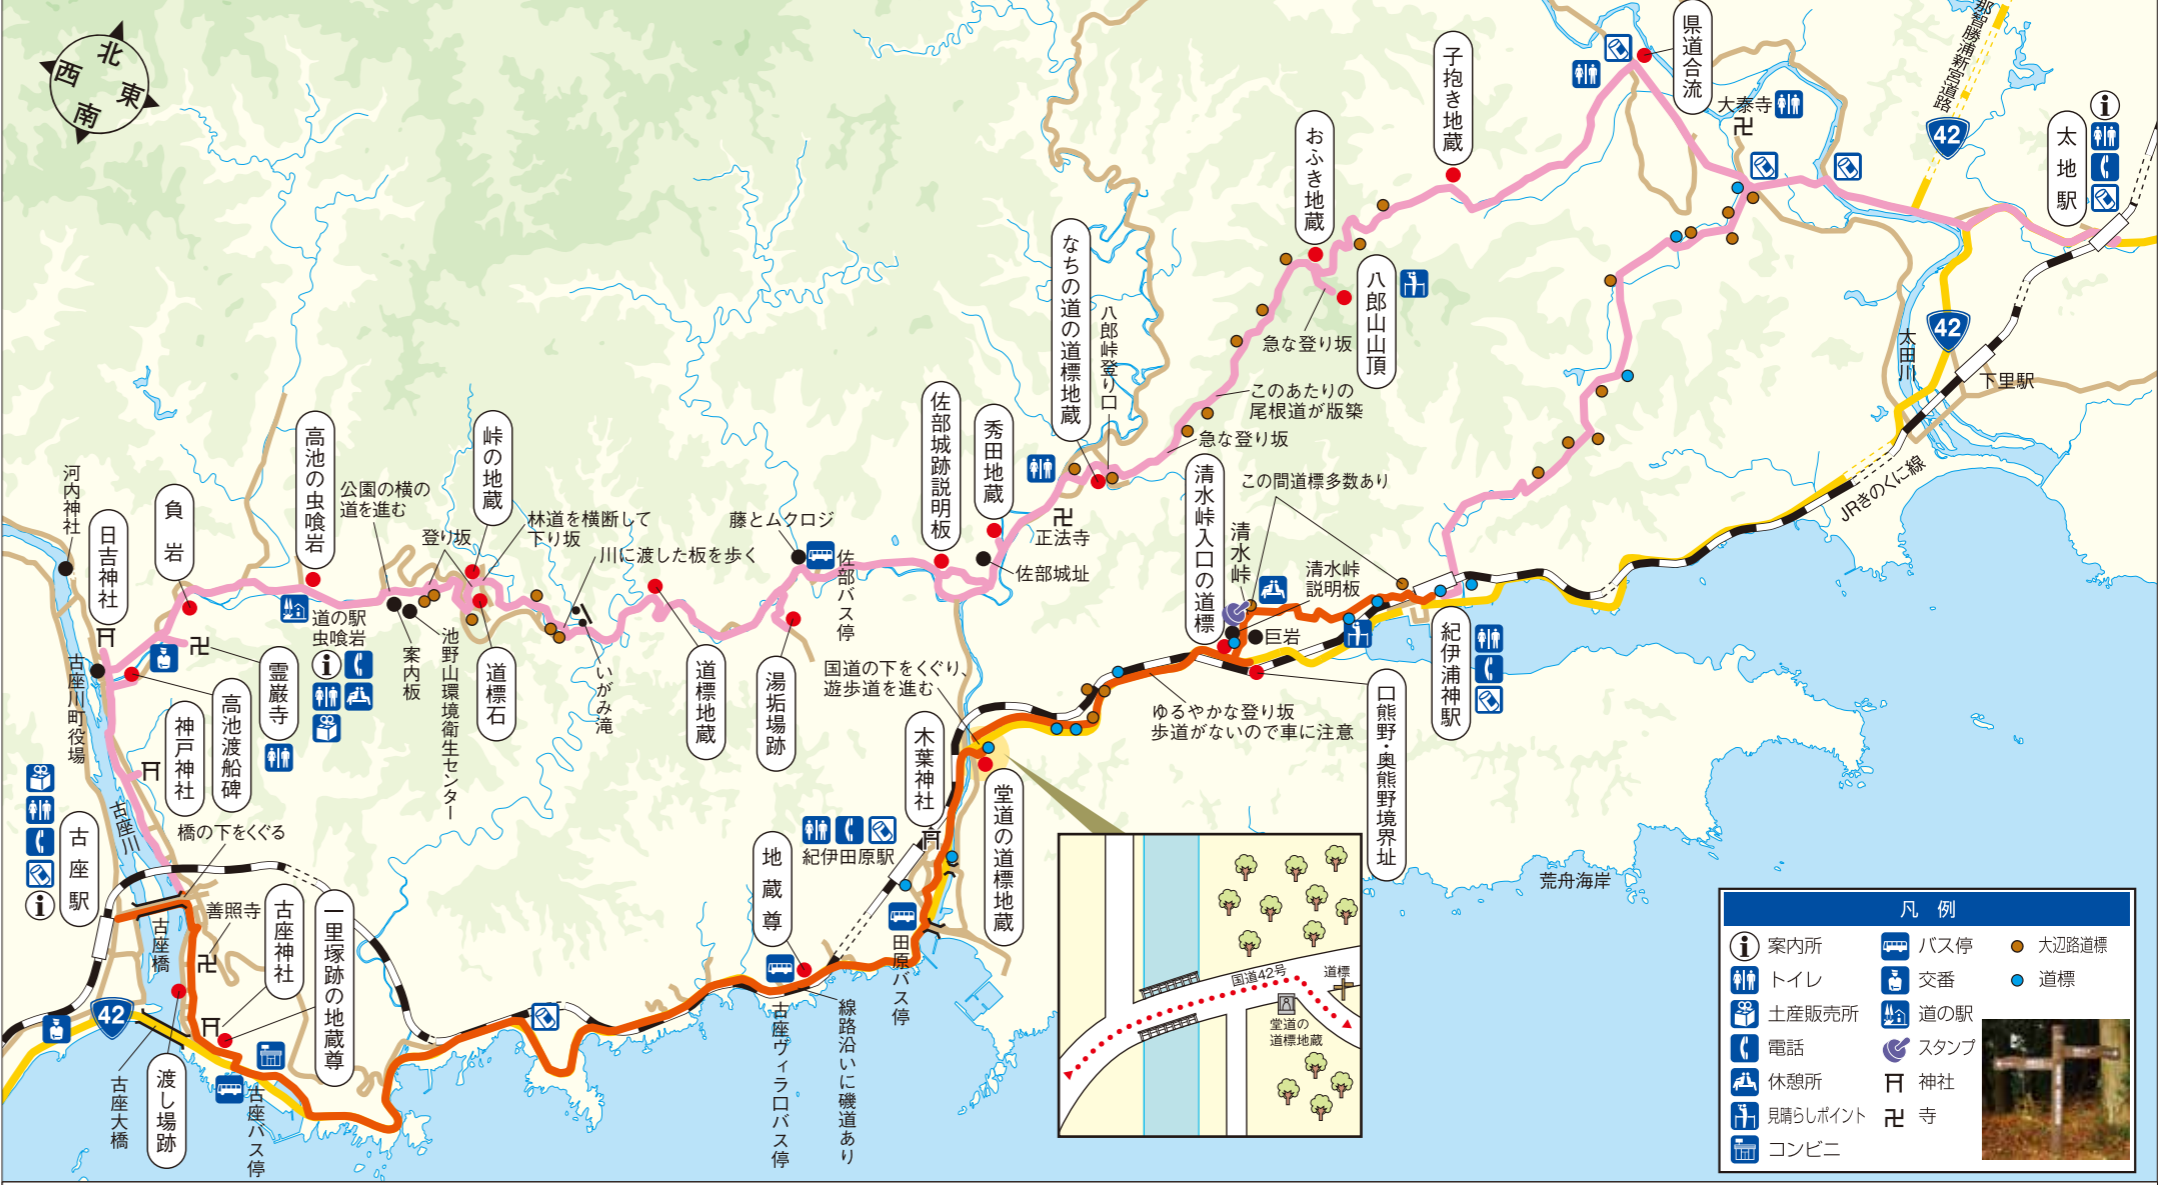 北
東
南
西
河内神社
日吉神社
負岩
高池の虫喰岩
公園の横の
道を進む
登り坂
峠の地蔵
林道を横断して
下り坂
川に渡した板を歩く
藤とムクロジ
佐部バス停
佐部城跡説明板
秀田地蔵
佐部城址
正法寺
なちの道の道標地蔵
八郎峠登り口
おふき地蔵
八郎山山頂
急な登り坂
このあたりの
尾根道が版築
急な登り坂
子抱き地蔵
県道合流
大泰寺
那智勝浦新宮道路
42
太地駅
42
太田川
下里駅
JRきのくに線
清水峠入口の道標
この間道標多数あり
清水峠
清水峠
説明板
巨岩
紀伊浦神駅
口熊野・奥熊野境界址
ゆるやかな登り坂
歩道がないので車に注意
荒舟海岸
古座川町役場
高池渡船碑
霊巌寺
道の駅
虫喰岩
案内板
池野山環境衛生センター
道標石
いがみ滝
道標地蔵
湯垢場跡
国道の下をくぐり、
遊歩道を進む
木葉神社
堂道の道標地蔵
神戸神社
古座川
橋の下をくぐる
古座駅
古座橋
善照寺
古座神社
一里塚跡の地蔵尊
42
古座大橋
渡し場跡
古座バス停
地蔵尊
紀伊田原駅
田原バス停
古座ヴィラ口バス停
線路沿いに磯道あり
国道42号
道標
堂道の
道標地蔵
凡 例
案内所
トイレ
土産販売所
電話
休憩所
見晴らしポイント
コンビニ
バス停
交番
道の駅
スタンプ
神社
寺
大辺路道標
道標